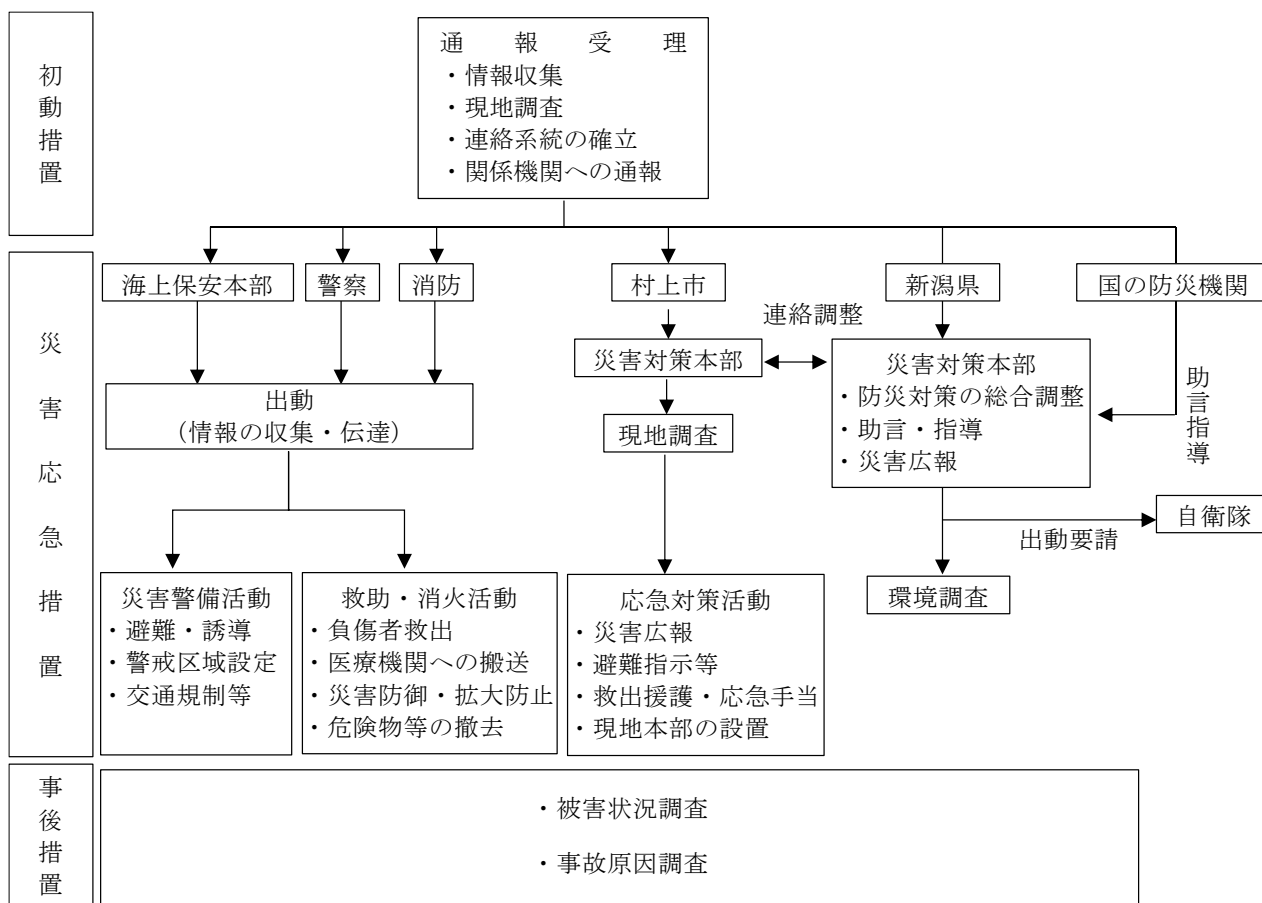 初動措置
通報受理
・情報収集
・現地調査
・連絡系統の確立
・関係機関への通報
災害応急措置
海上保安本部
警察
消防
村上市
新潟県
国の防災機関
連絡調整
災害対策本部
災害対策本部
・防災対策の総合調整
・助言・指導
・災害広報
助言指導
出動
(情報の収集・伝達)
現地調査
自衛隊
出動要請
環境調査
災害警備活動
・避難・誘導
・警戒区域設定
・交通規制等
救助・消火活動
・負傷者救出
・医療機関への搬送
・災害防御・拡大防止
・危険物等の撤去
応急対策活動
・災害広報
・避難指示等
・救出援護・応急手当
・現地本部の設置
事後措置
・被害状況調査
・事故原因調査